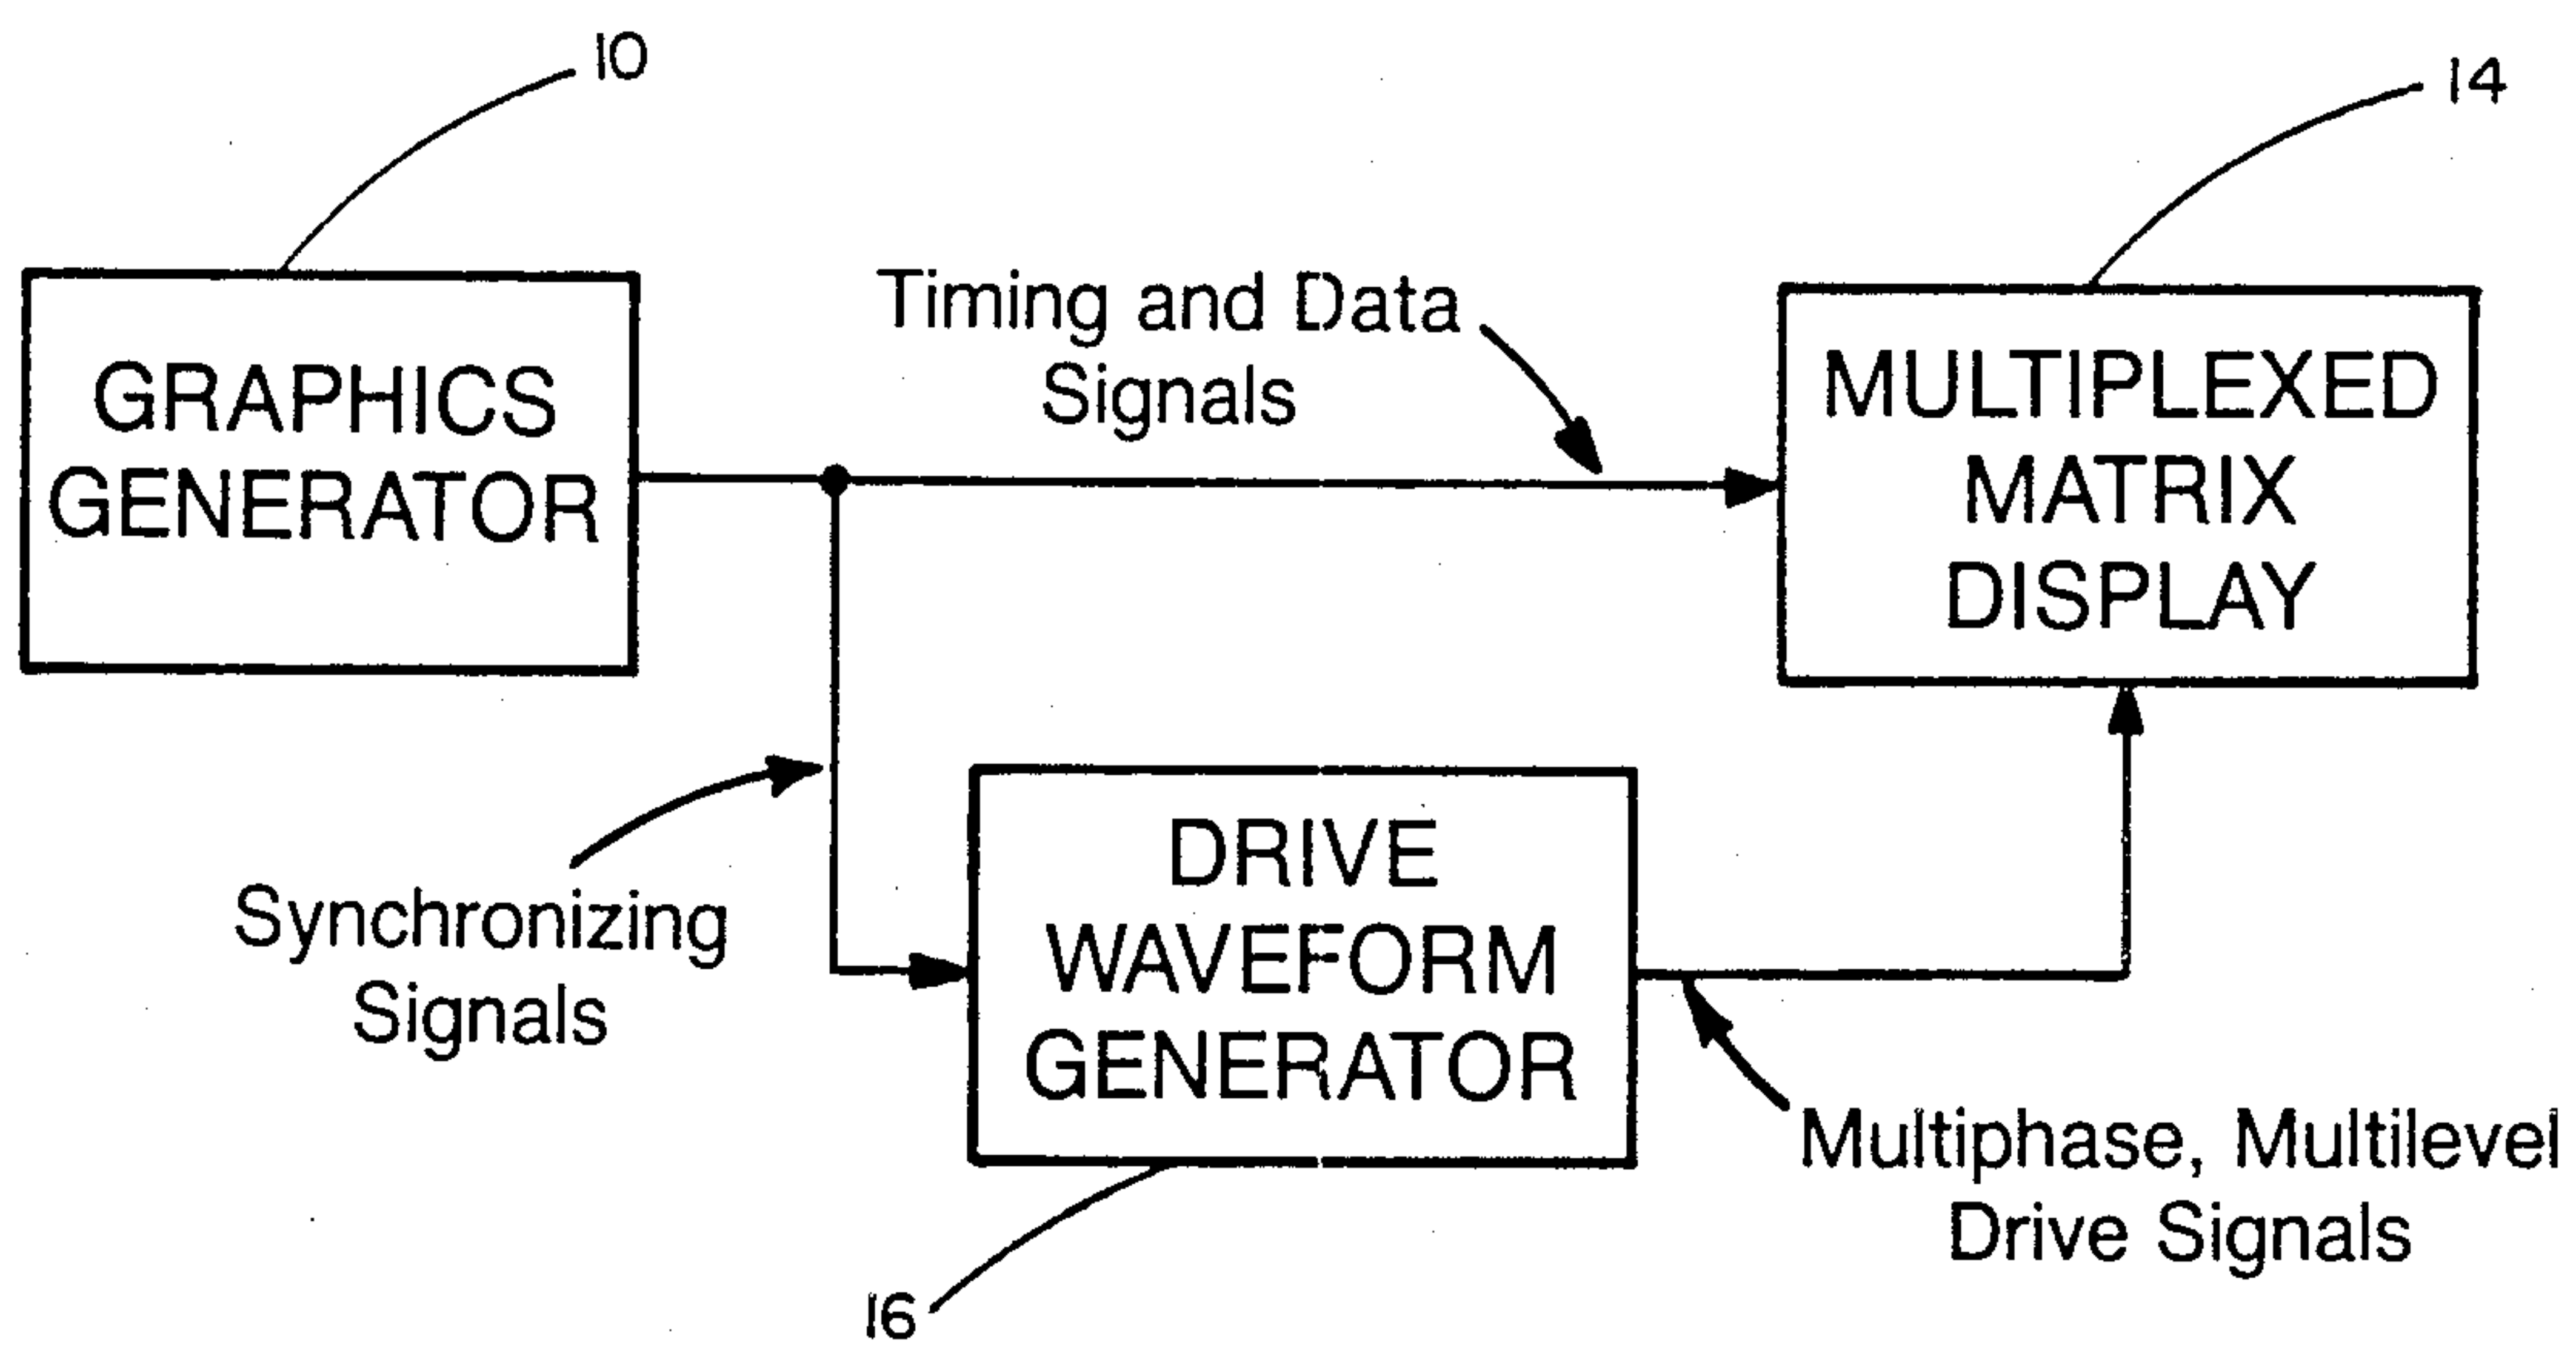 10
14
GRAPHICS
GENERATOR
Timing and Data
Signals
MULTIPLEXED
MATRIX
DISPLAY
Synchronizing
Signals
DRIVE
WAVEFORM
GENERATOR
Multiphase, Multilevel
Drive Signals
16